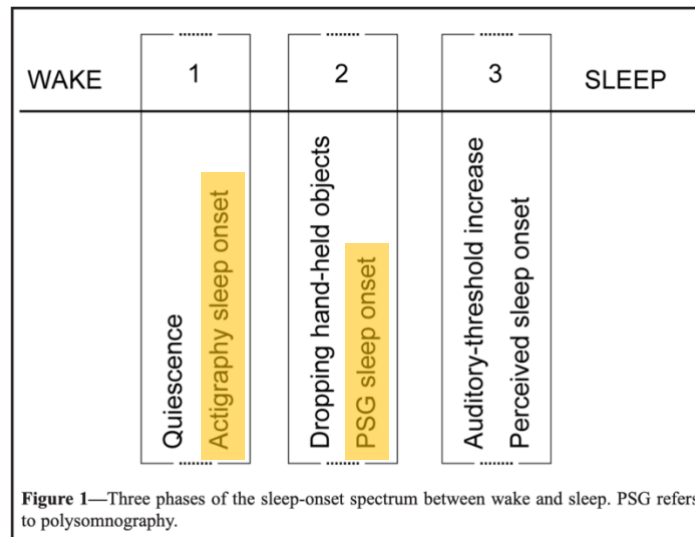 WAKE 1 2 3 SLEEP
Quiescence
Actigraphy sleep onset
Dropping hand-held objects
PSG sleep onset
Auditory-threshold increase
Perceived sleep onset
Figure 1—Three phases of the sleep-onset spectrum between wake and sleep. PSG refers
to polysomnography.